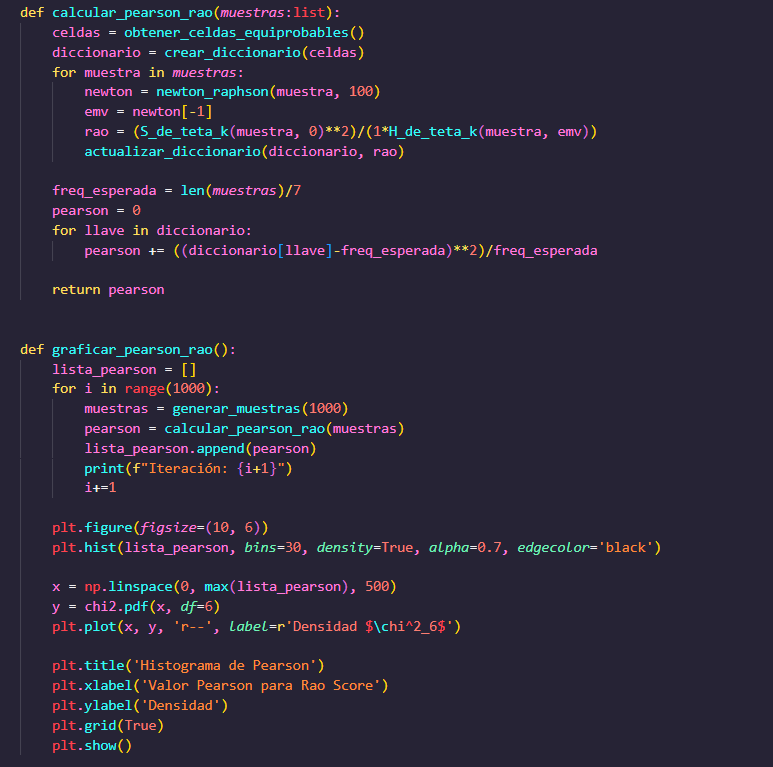 def calcular_pearson_rao(muestras:list):
    celdas = obtener_celdas_equiprobables()
    diccionario = crear_diccionario(celdas)
    for muestra in muestras:
        newton = newton_raphson(muestra, 100)
        emv = newton[-1]
        rao = (S_de_teta_k(muestra, 0)**2)/(1*H_de_teta_k(muestra, emv))
        actualizar_diccionario(diccionario, rao)

    freq_esperada = len(muestras)/7
    pearson = 0
    for llave in diccionario:
        pearson += ((diccionario[llave]-freq_esperada)**2)/freq_esperada

    return pearson


def graficar_pearson_rao():
    lista_pearson = []
    for i in range(1000):
        muestras = generar_muestras(1000)
        pearson = calcular_pearson_rao(muestras)
        lista_pearson.append(pearson)
        print(f"Iteración: {i+1}")
        i+=1

    plt.figure(figsize=(10, 6))
    plt.hist(lista_pearson, bins=30, density=True, alpha=0.7, edgecolor='black')

    x = np.linspace(0, max(lista_pearson), 500)
    y = chi2.pdf(x, df=6)
    plt.plot(x, y, 'r--', label=r'Densidad $\chi^2_6$')

    plt.title('Histograma de Pearson')
    plt.xlabel('Valor Pearson para Rao Score')
    plt.ylabel('Densidad')
    plt.grid(True)
    plt.show()